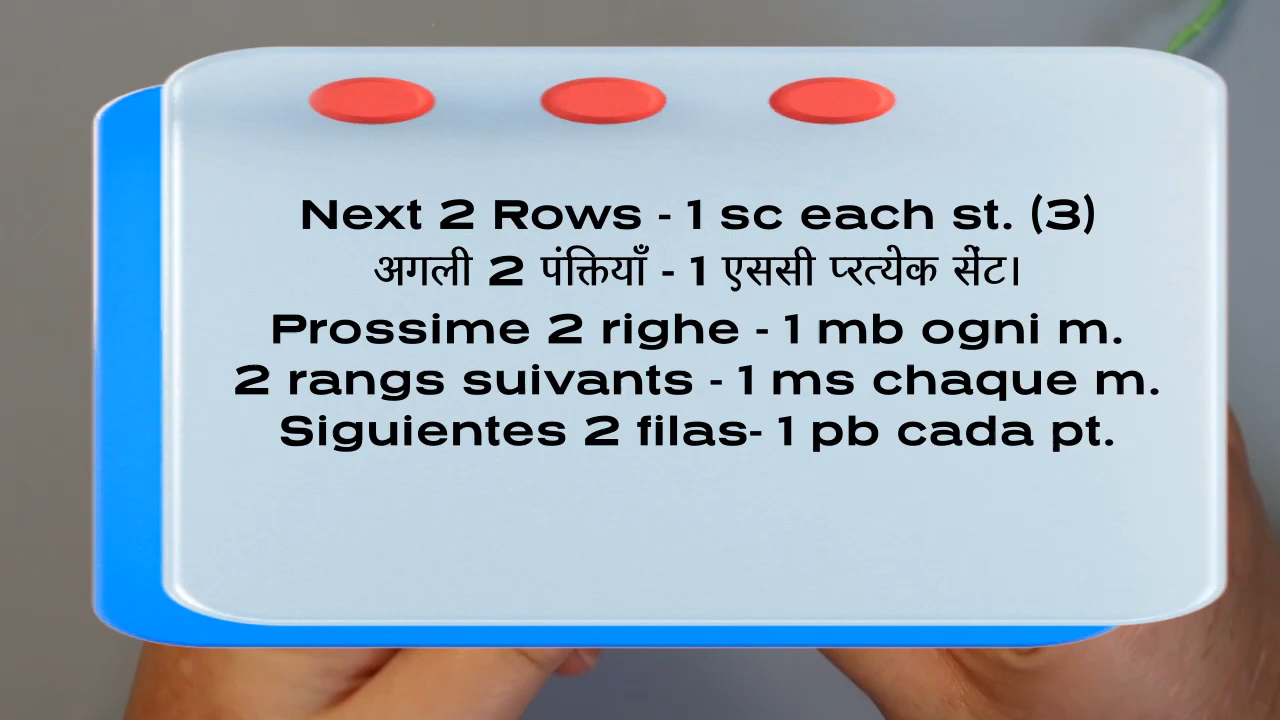 Next 2 Rows - 1 sc each st. (3)
अगली 2 पंक्तियाँ - 1 एससी प्रत्येक सेंट।
Prossime 2 righe - 1 mb ogni m.
2 rangs suivants - 1 ms chaque m.
Siguientes 2 filas- 1 pb cada pt.